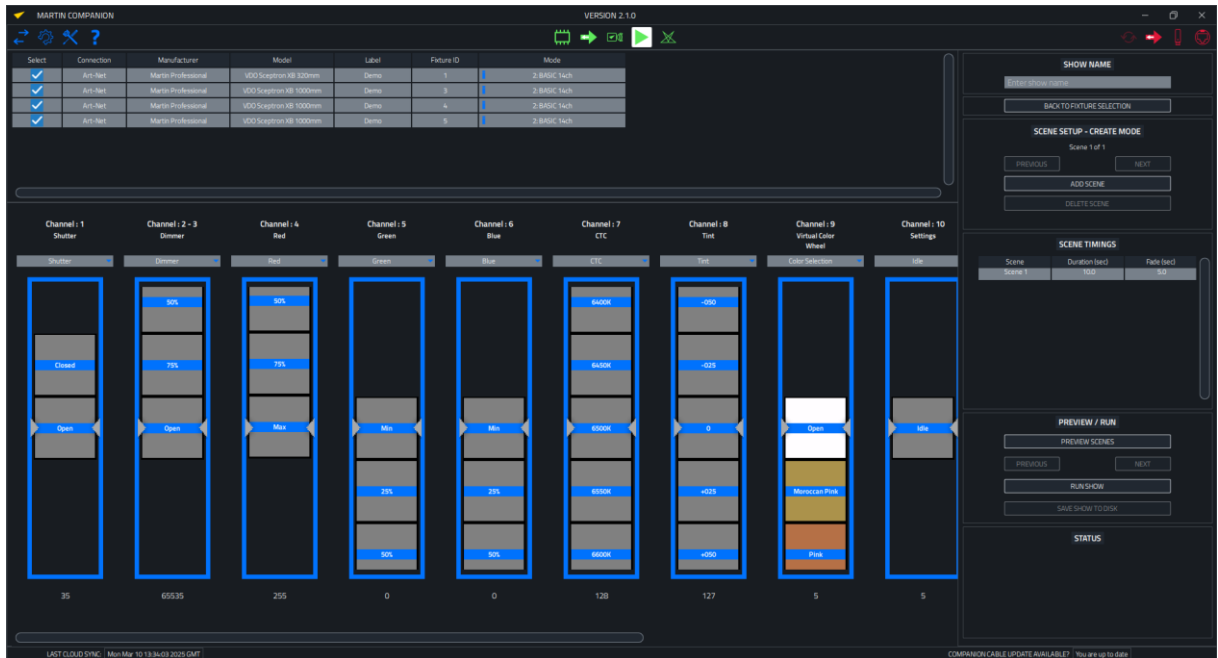 MARTIN COMPANION
VERSION 2.1.0
Select Connection Manufacturer Model Label Fixture ID Mode
Art-Net Martin Professional VDO Sceptron XB 320mm Demo 1 2: BASIC 14ch
Art-Net Martin Professional VDO Sceptron XB 1000mm Demo 3 2: BASIC 14ch
Art-Net Martin Professional VDO Sceptron XB 1000mm Demo 4 2: BASIC 14ch
Art-Net Martin Professional VDO Sceptron XB 1000mm Demo 5 2: BASIC 14ch
Channel : 1
Shutter
Shutter
Closed
Open
35
Channel : 2 - 3
Dimmer
Dimmer
50%
75%
Open
65535
Channel : 4
Red
Red
50%
75%
Max
255
Channel : 5
Green
Green
Min
25%
50%
0
Channel : 6
Blue
Blue
Min
25%
50%
0
Channel : 7
CTC
CTC
6400K
6450K
6500K
6550K
6600K
128
Channel : 8
Tint
Tint
-050
-025
0
+025
+050
127
Channel : 9
Virtual Color
Wheel
Color Selection
Open
Moroccan Pink
Pink
5
Channel : 10
Settings
Idle
Idle
5
SHOW NAME
Enter show name
BACK TO FIXTURE SELECTION
SCENE SETUP - CREATE MODE
Scene 1 of 1
PREVIOUS NEXT
ADD SCENE
DELETE SCENE
SCENE TIMINGS
Scene Duration (sec) Fade (sec)
Scene 1 10.0 5.0
PREVIEW / RUN
PREVIEW SCENES
PREVIOUS NEXT
RUN SHOW
SAVE SHOW TO DISK
STATUS
LAST CLOUD SYNC: Mon Mar 10 13:34:03 2025 GMT
COMPANION CABLE UPDATE AVAILABLE? You are up to date